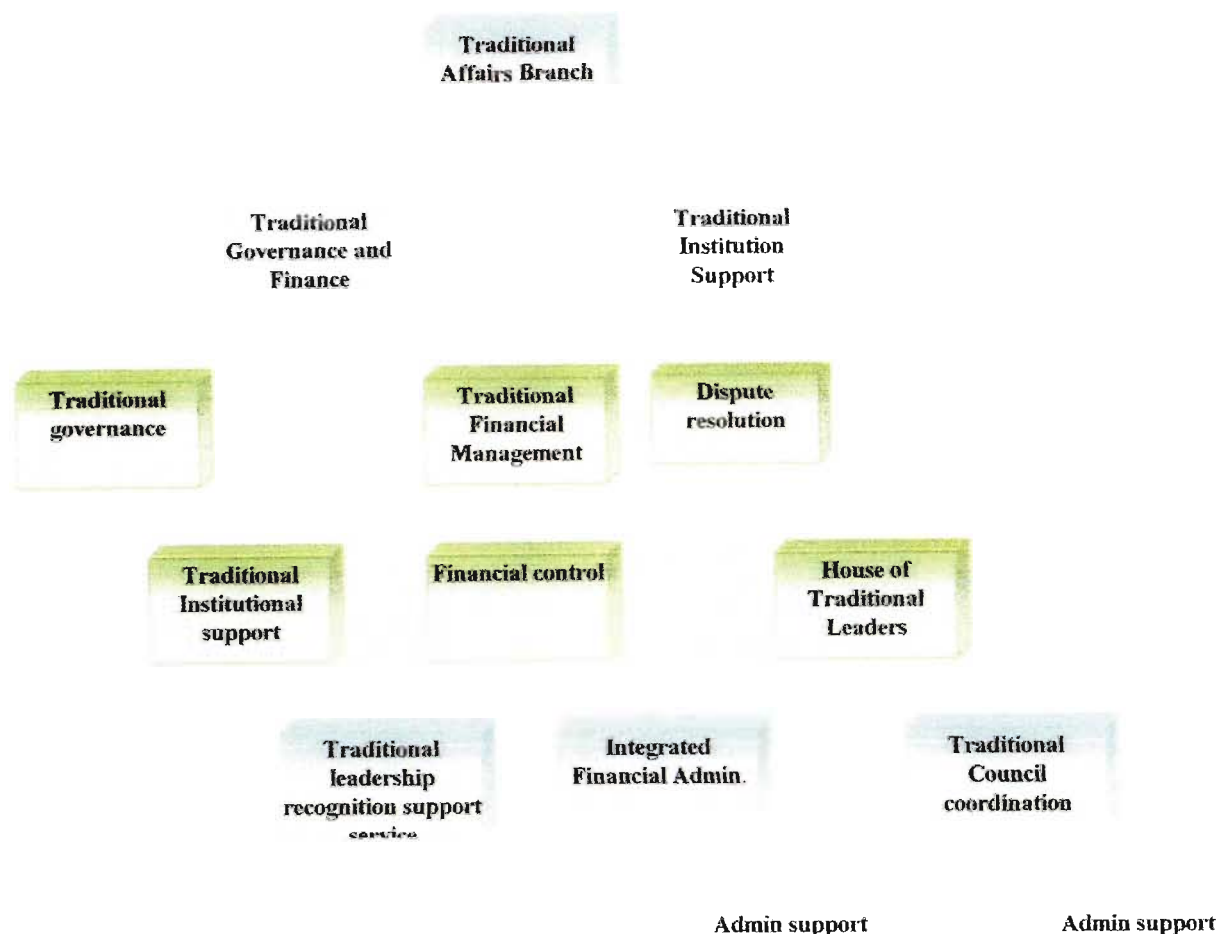 Traditional
Affairs Branch
Traditional
Governance and
Finance
Traditional
Institution
Support
Traditional
governance
Traditional
Financial
Management
Dispute
resolution
Traditional
Institutional
support
Financial control
House of
Traditional
Leaders
Traditional
leadership
recognition support
service
Integrated
Financial Admin.
Traditional
Council
coordination
Admin support
Admin support